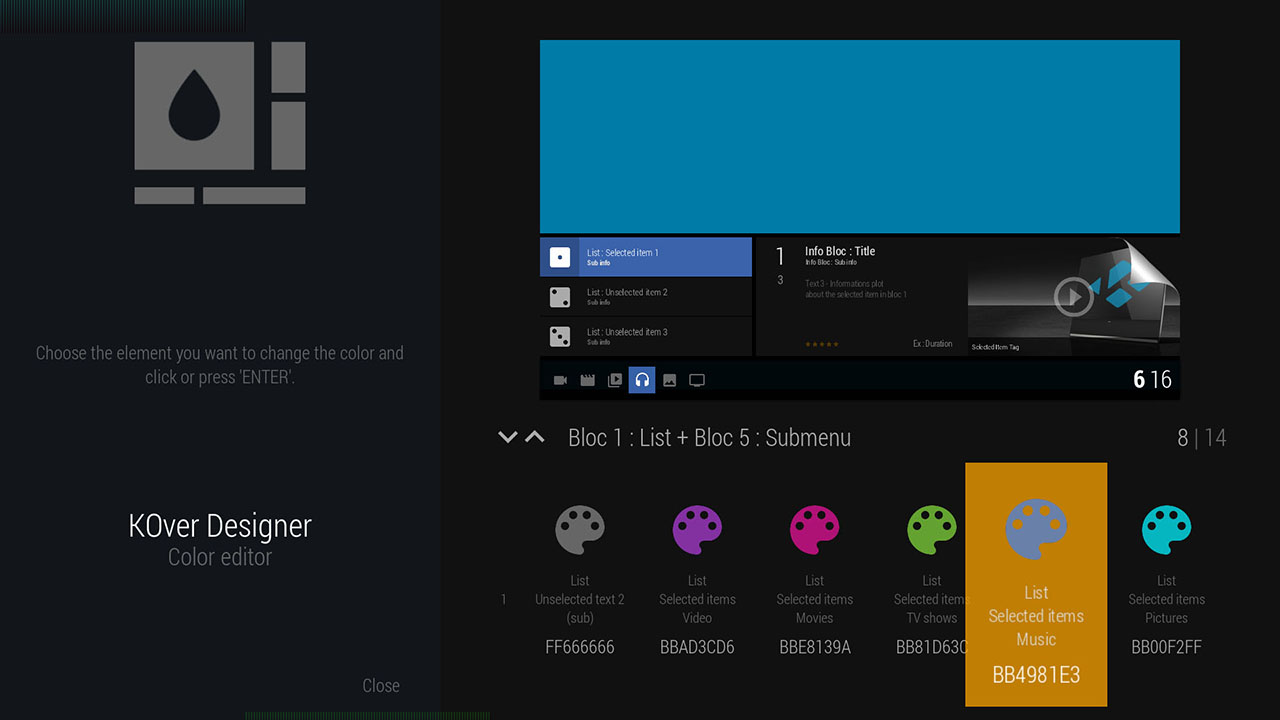 Choose the element you want to change the color and
click or press 'ENTER'.
KOver Designer
Color editor
Close
List : Selected item 1
Sub info
List : Unselected item 2
Sub info
List : Unselected item 3
Sub info
1
3
Info Bloc : Title
Info Bloc : Sub info
Text 3 - Informations plot
about the selected item in bloc 1
Ex : Duration
Selected Item Tag
6 16
Bloc 1 : List + Bloc 5 : Submenu
8 | 14
1
List
Unselected text 2
(sub)
FF666666
List
Selected items
Video
BBAD3CD6
List
Selected items
Movies
BBE8139A
List
Selected items
TV shows
BB81D63C
List
Selected items
Music
BB4981E3
List
Selected items
Pictures
BB00F2FF